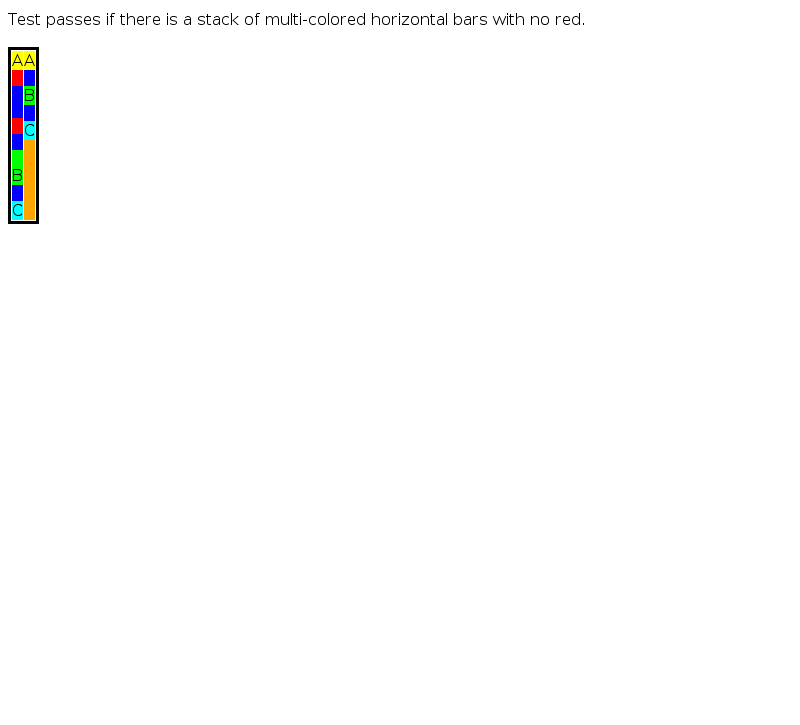 Test passes if there is a stack of multi-colored horizontal bars with no red.
AA
B
C
B
C